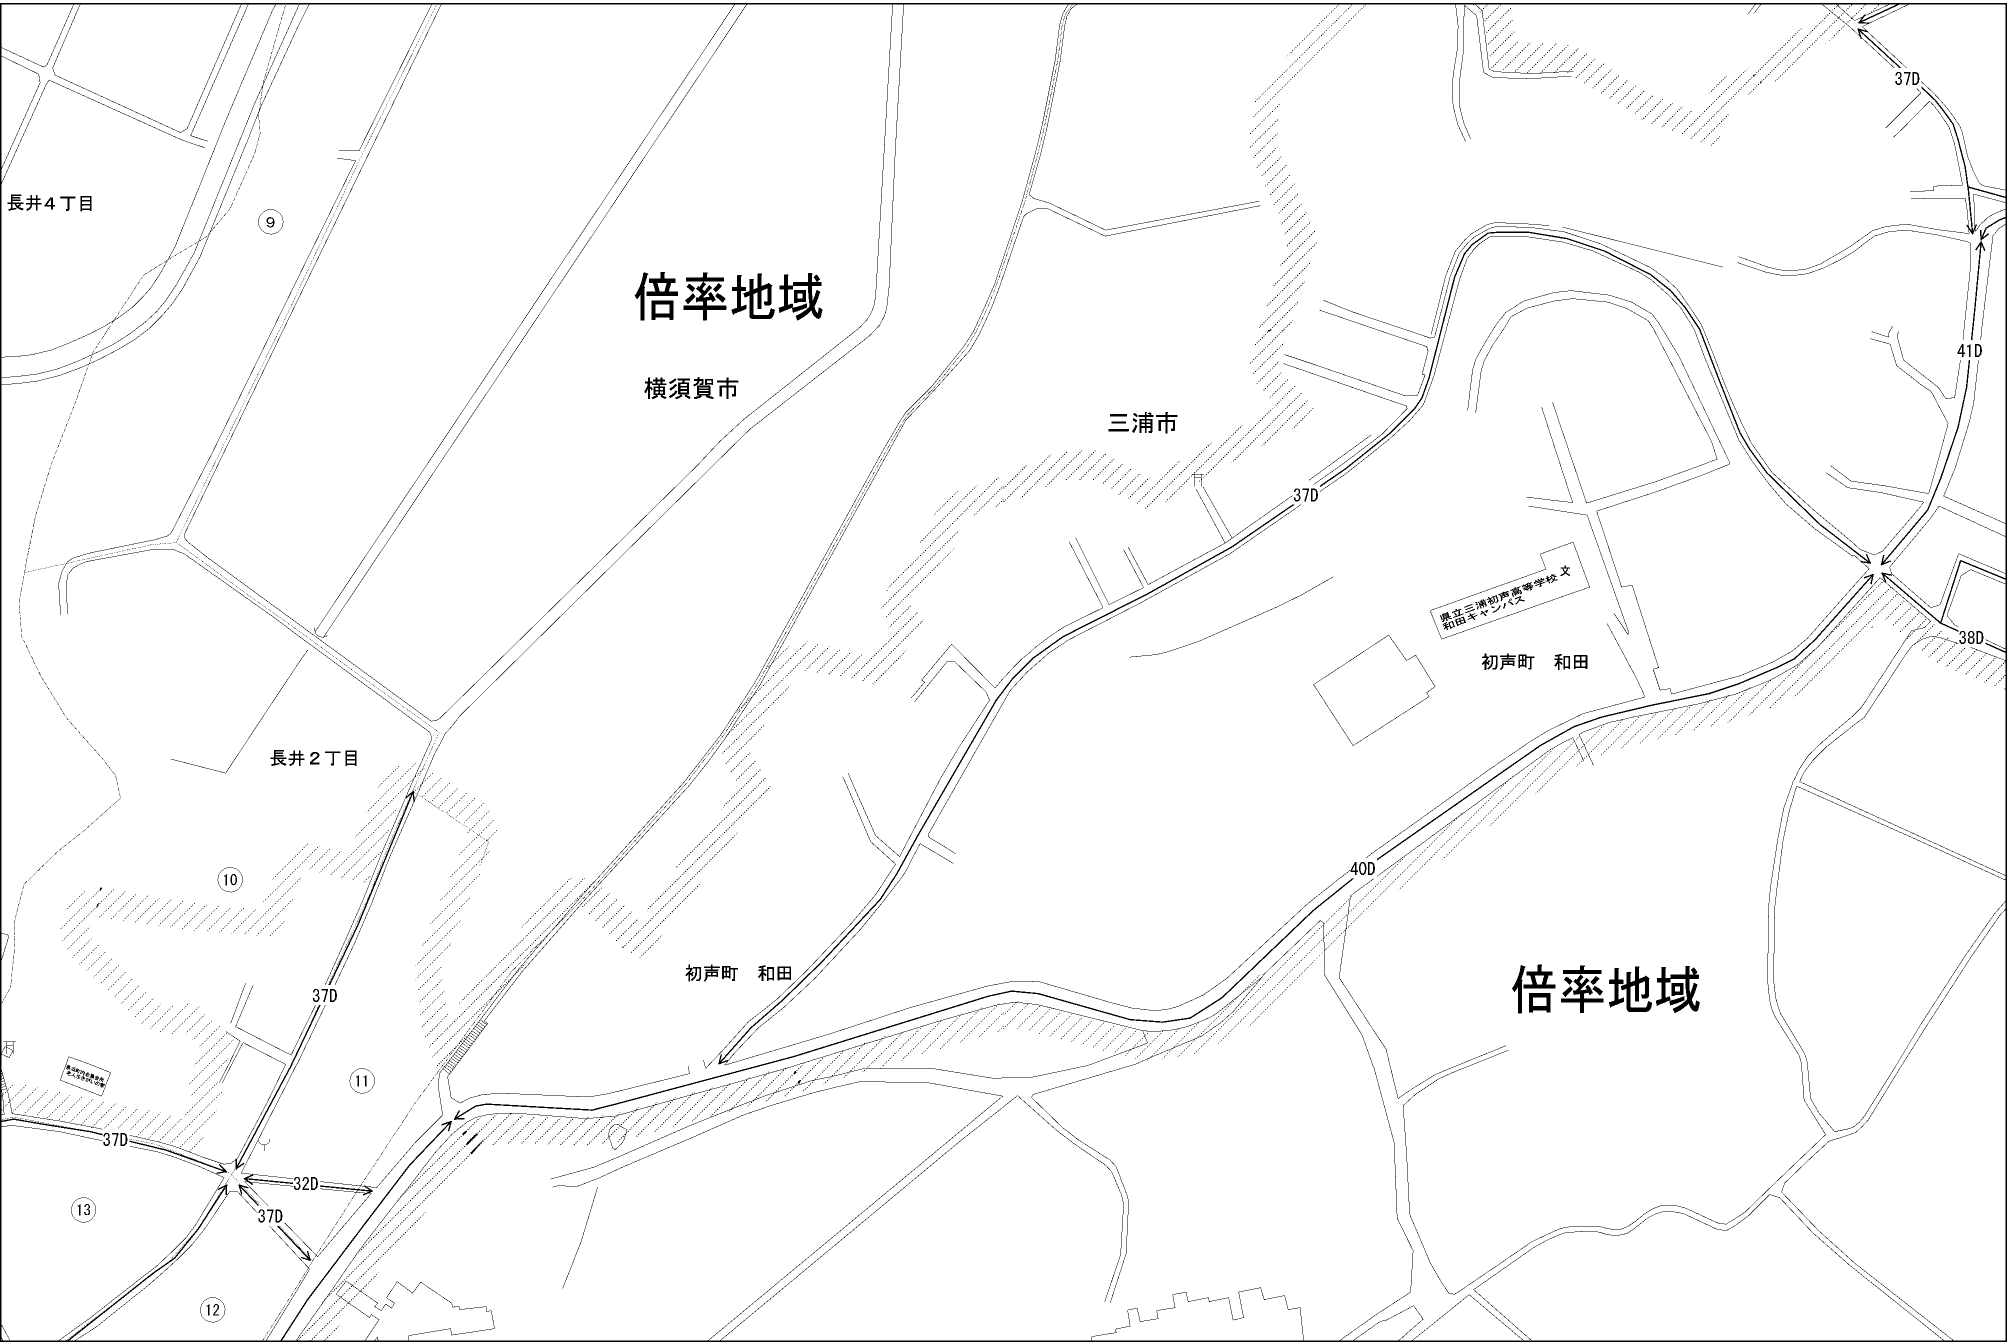 37D
長井4丁目
9
倍率地域
41D
横須賀市
三浦市
37D
県立三浦初声高等学校 文
和田キャンパス
38D
初声町 和田
長井2丁目
40D
10
初声町 和田
倍率地域
37D
11
37D
32D
13
37D
12